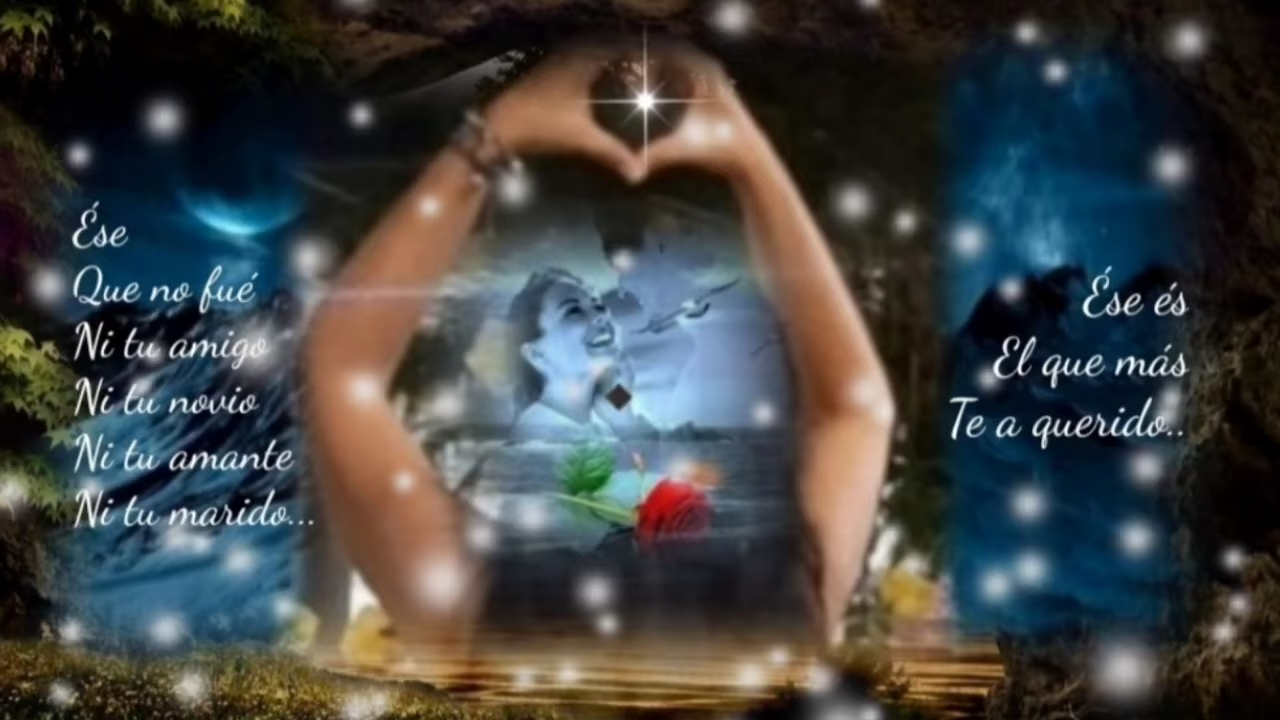 Ése
Que no fué
Ni tu amigo
Ni tu novio
Ni tu amante
Ni tu marido...
Ése és
El que más
Te a querido..